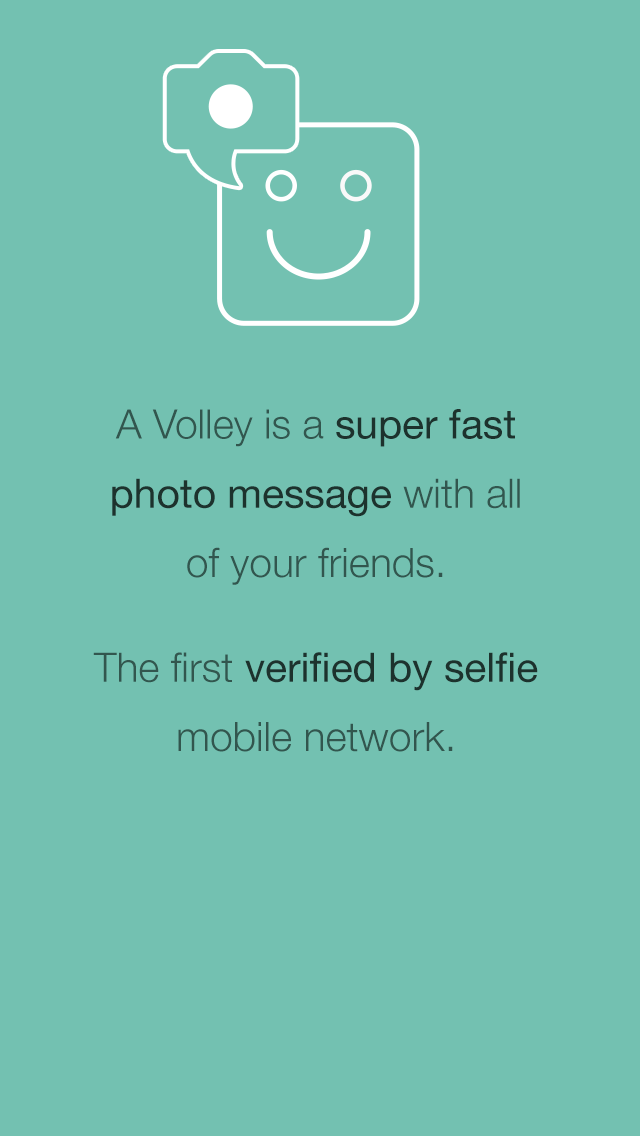 A Volley is a super fast
photo message with all
of your friends.
The first verified by selfie
mobile network.